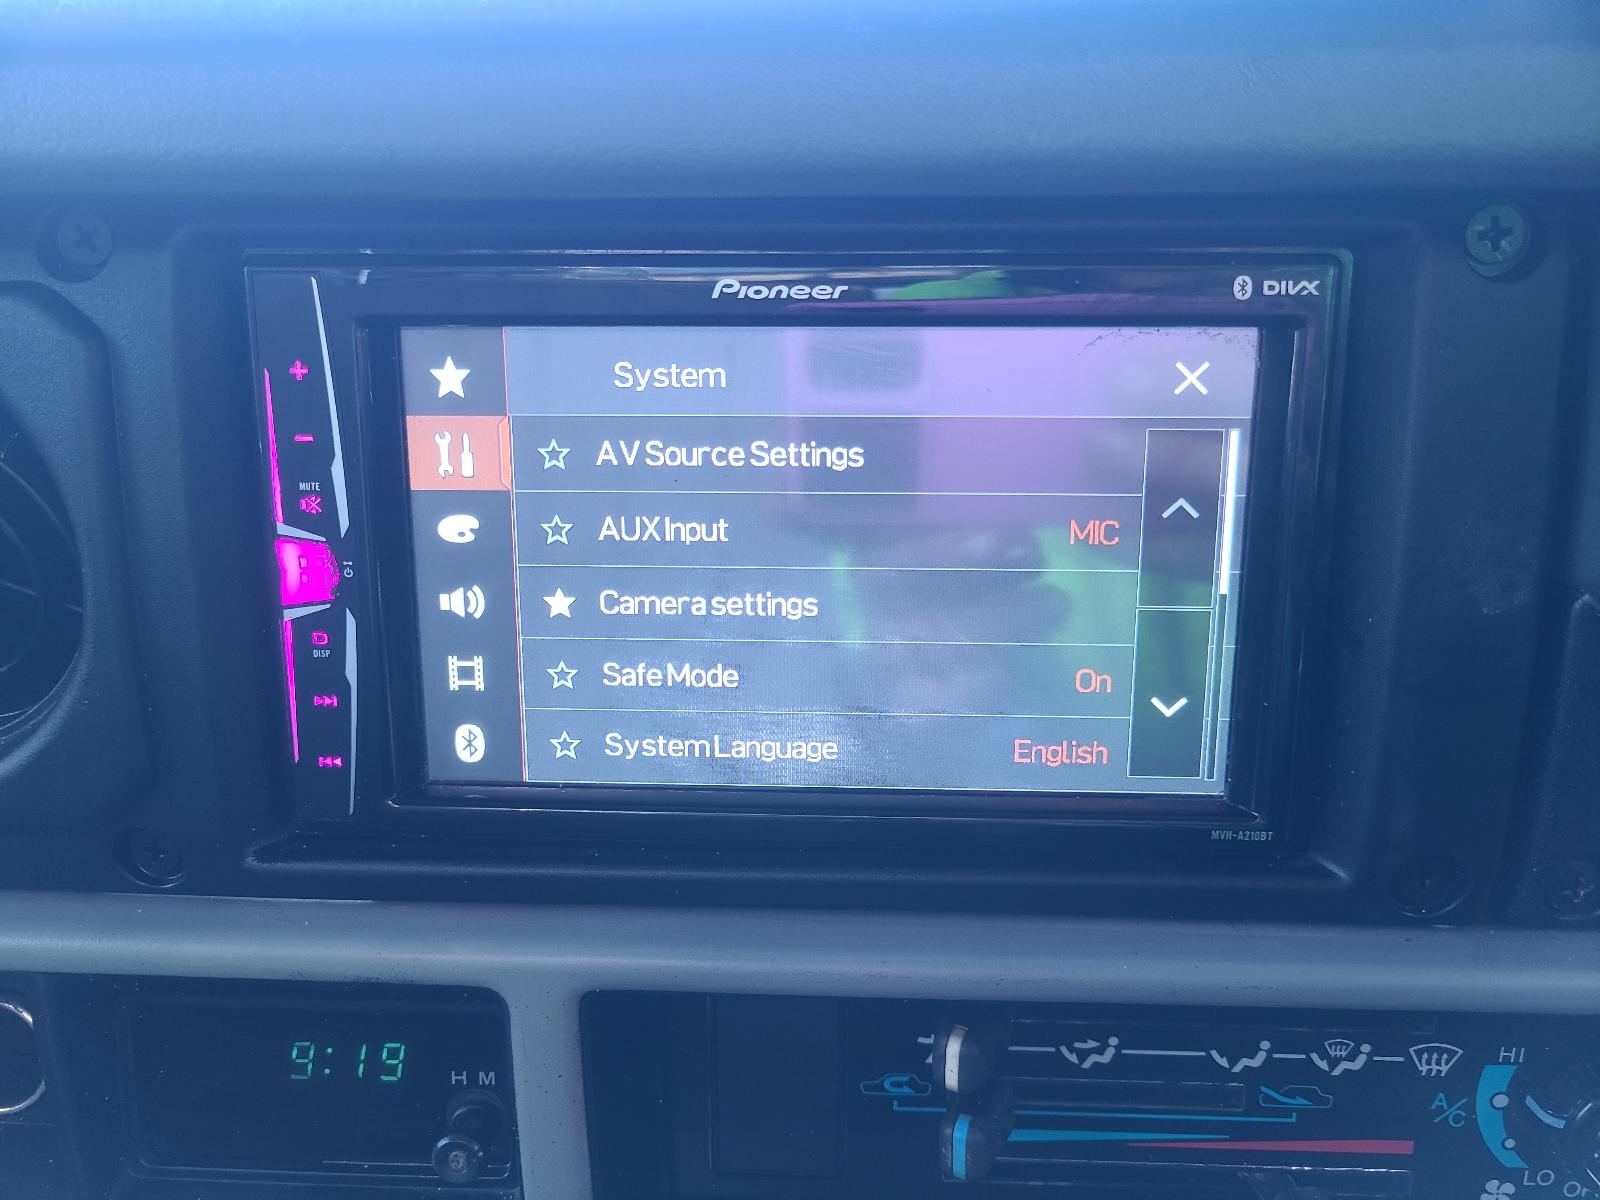 Pioneer
DIVX
System
AV Source Settings
AUX Input MIC
Camera settings
Safe Mode On
System Language English
MUTE
DISP
MVH-A210BT
9:19
H M
HI
A/C
LO